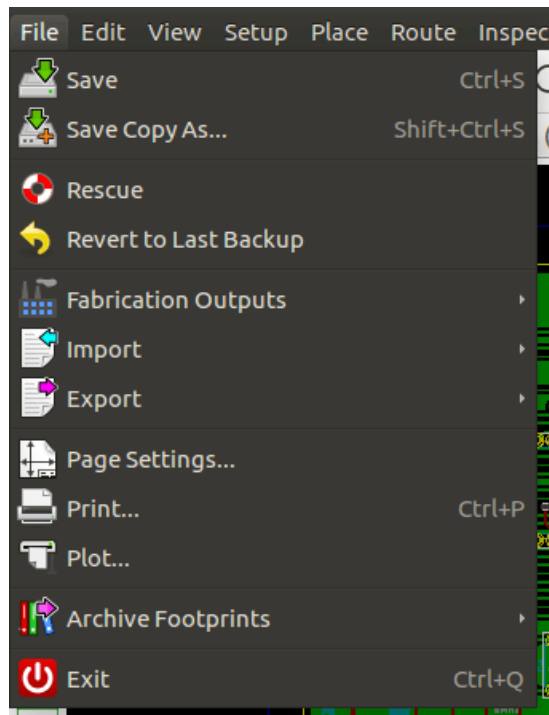 File Edit View Setup Place Route Inspec
Save Ctrl+S
Save Copy As... Shift+Ctrl+S
Rescue
Revert to Last Backup
Fabrication Outputs
Import
Export
Page Settings...
Print... Ctrl+P
Plot...
Archive Footprints
Exit Ctrl+Q